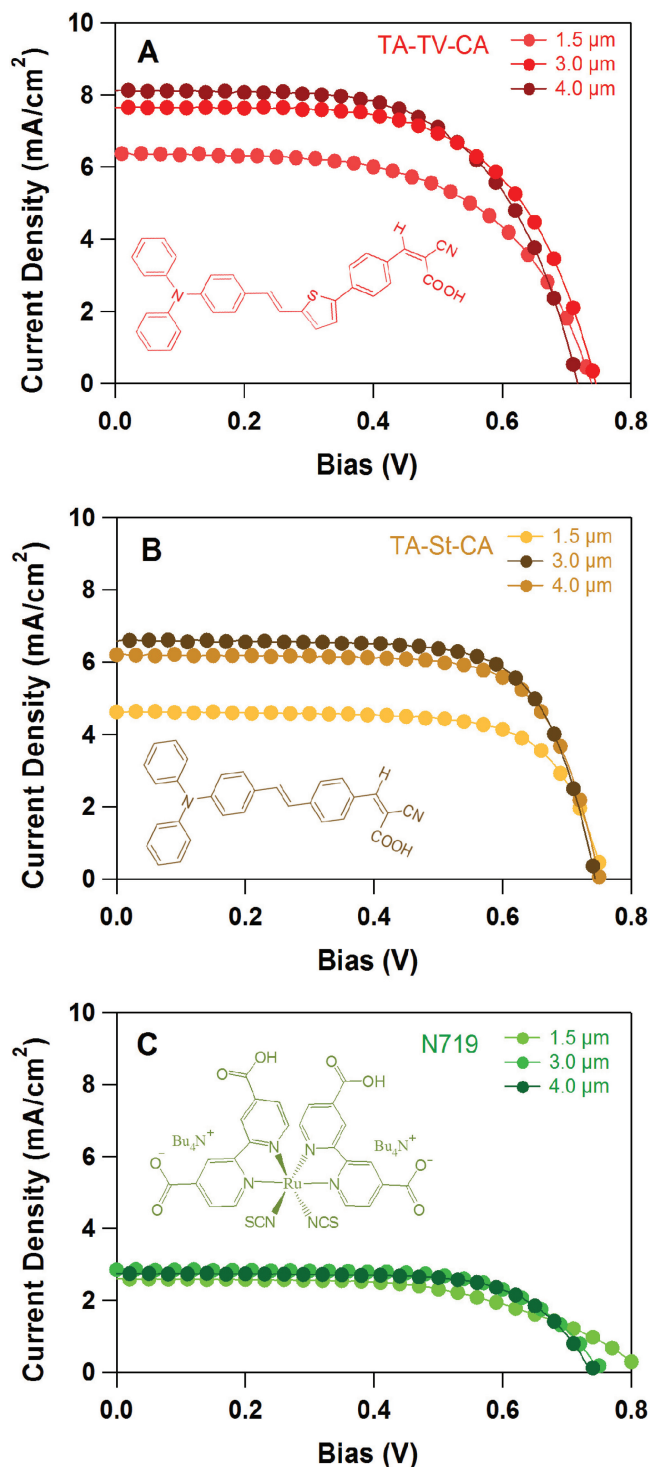 10
8
6
4
2
0
Current Density (mA/cm²)
A
TA-TV-CA
1.5 µm
3.0 µm
4.0 µm
H
CN
COOH
S
N
0.0 0.2 0.4 0.6 0.8
Bias (V)
10
8
6
4
2
0
Current Density (mA/cm²)
B
TA-St-CA
1.5 µm
3.0 µm
4.0 µm
H
N
CN
COOH
0.0 0.2 0.4 0.6 0.8
Bias (V)
10
8
6
4
2
0
Current Density (mA/cm²)
C
N719
1.5 µm
3.0 µm
4.0 µm
O OH O OH
Bu₄N⁺ Bu₄N⁺
N N
O⁻ O⁻
N Ru N
O O
SCN NCS
0.0 0.2 0.4 0.6 0.8
Bias (V)